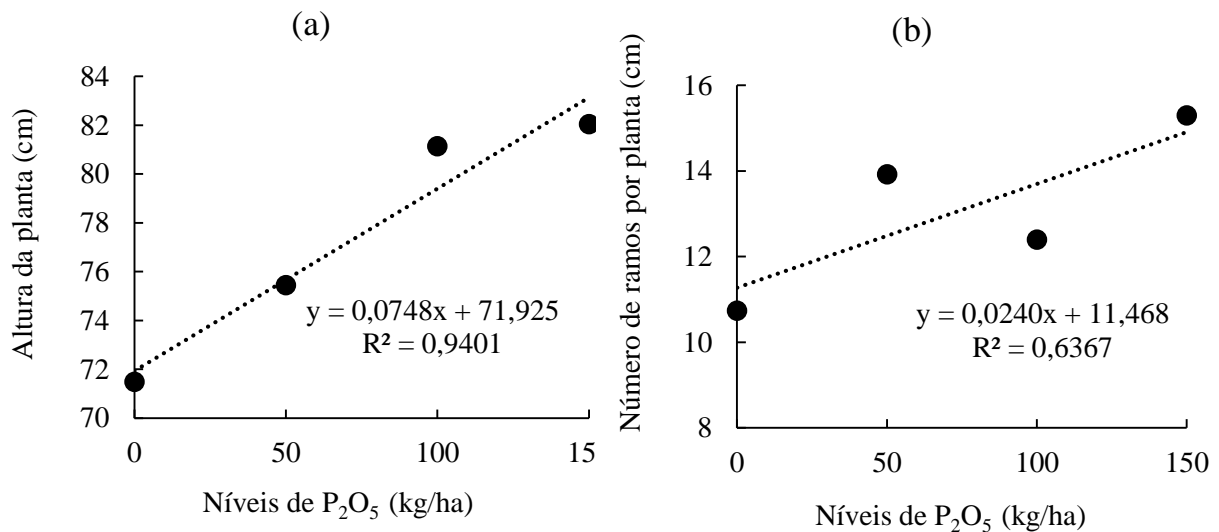 (a)
Altura da planta (cm)
84
82
80
78
76
74
72
70
y = 0,0748x + 71,925
R² = 0,9401
0 50 100 15
Níveis de P₂O₅ (kg/ha)
(b)
Número de ramos por planta (cm)
16
14
12
10
8
y = 0,0240x + 11,468
R² = 0,6367
0 50 100 150
Níveis de P₂O₅ (kg/ha)